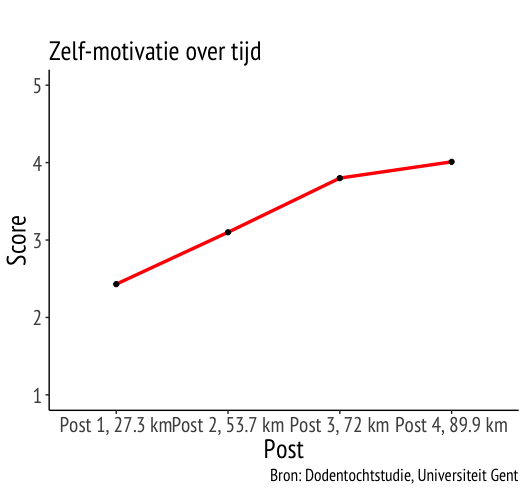 Zelf-motivatie over tijd
5
4
3
2
1
Score
Post 1, 27.3 km Post 2, 53.7 km Post 3, 72 km Post 4, 89.9 km
Post
Bron: Dodentochtstudie, Universiteit Gent